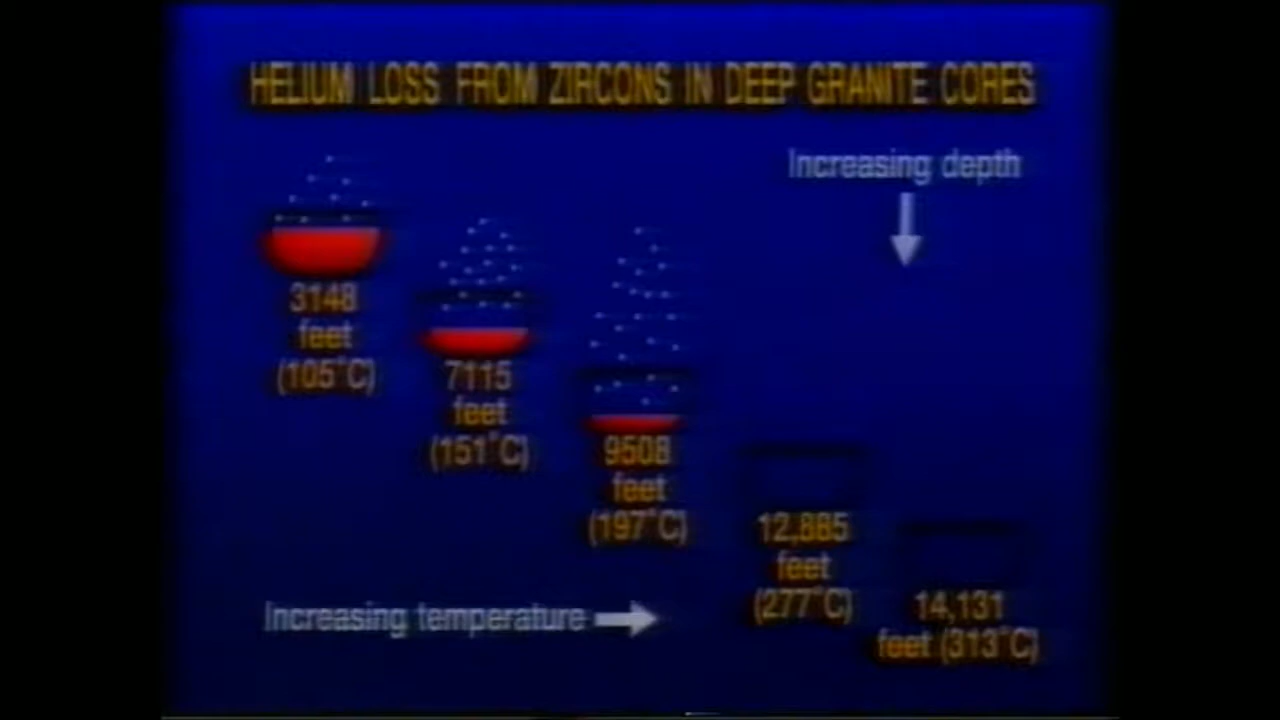 HELIUM LOSS FROM ZIRCONS IN DEEP GRANITE CORES
Increasing depth
3148
feet
(105°C)
7115
feet
(151°C)
9508
feet
(197°C)
12,885
feet
(277°C)
14,131
feet (313°C)
Increasing temperature